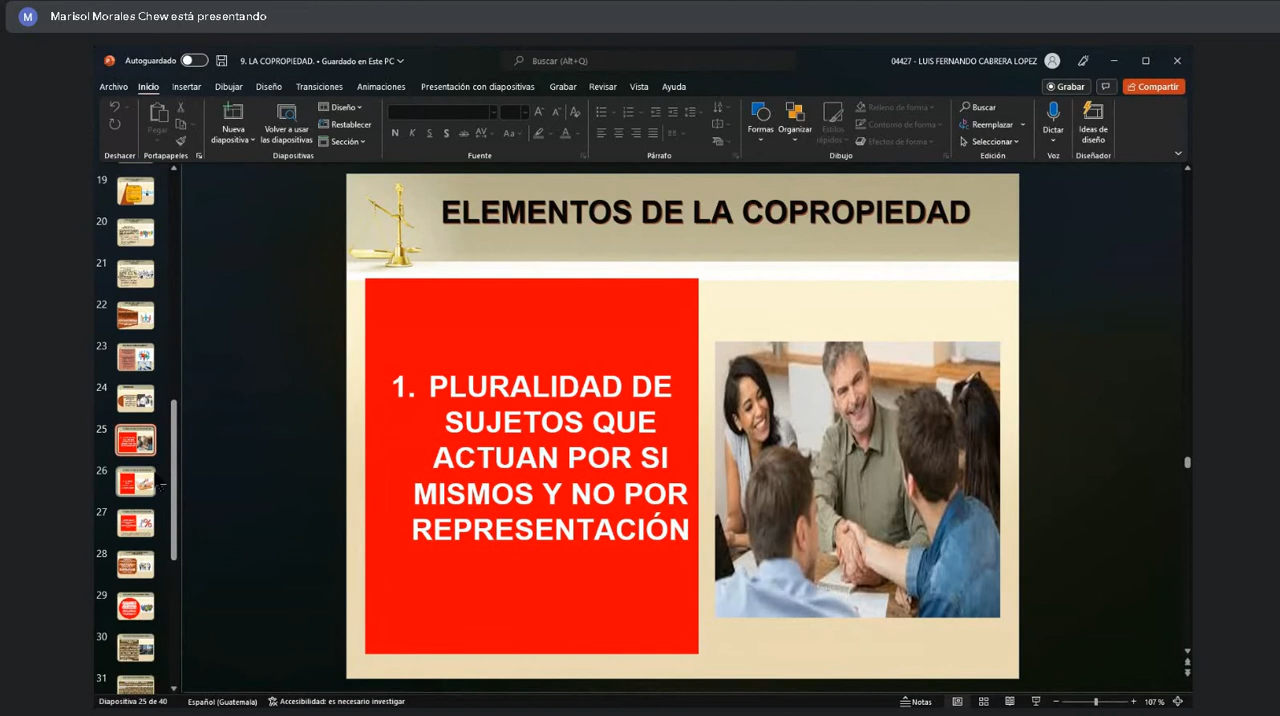 M Marisol Morales Chew está presentando
Autoguardado 9. LA COPROPIEDAD. • Guardado en Este PC Buscar (Alt+Q) 04427 - LUIS FERNANDO CABRERA LOPEZ
Archivo Inicio Insertar Dibujar Diseño Transiciones Animaciones Presentación con diapositivas Grabar Revisar Vista Ayuda Grabar Compartir
Pegar Nueva diapositiva Volver a usar las diapositivas Diseño Restablecer Sección
N K S ab AV Aa A
Formas Organizar Estilos rápidos Relleno de forma Contorno de forma Efectos de forma
Buscar Reemplazar Seleccionar Dictar Ideas de diseño
Deshacer Portapapeles Diapositivas Fuente Párrafo Dibujo Edición Voz Diseñador
19
20
21
22
23
24
25
26
27
28
29
30
31
ELEMENTOS DE LA COPROPIEDAD
1. PLURALIDAD DE
SUJETOS QUE
ACTUAN POR SI
MISMOS Y NO POR
REPRESENTACIÓN
Diapositiva 25 de 40 Español (Guatemala) Accesibilidad: es necesario investigar Notas 107 %